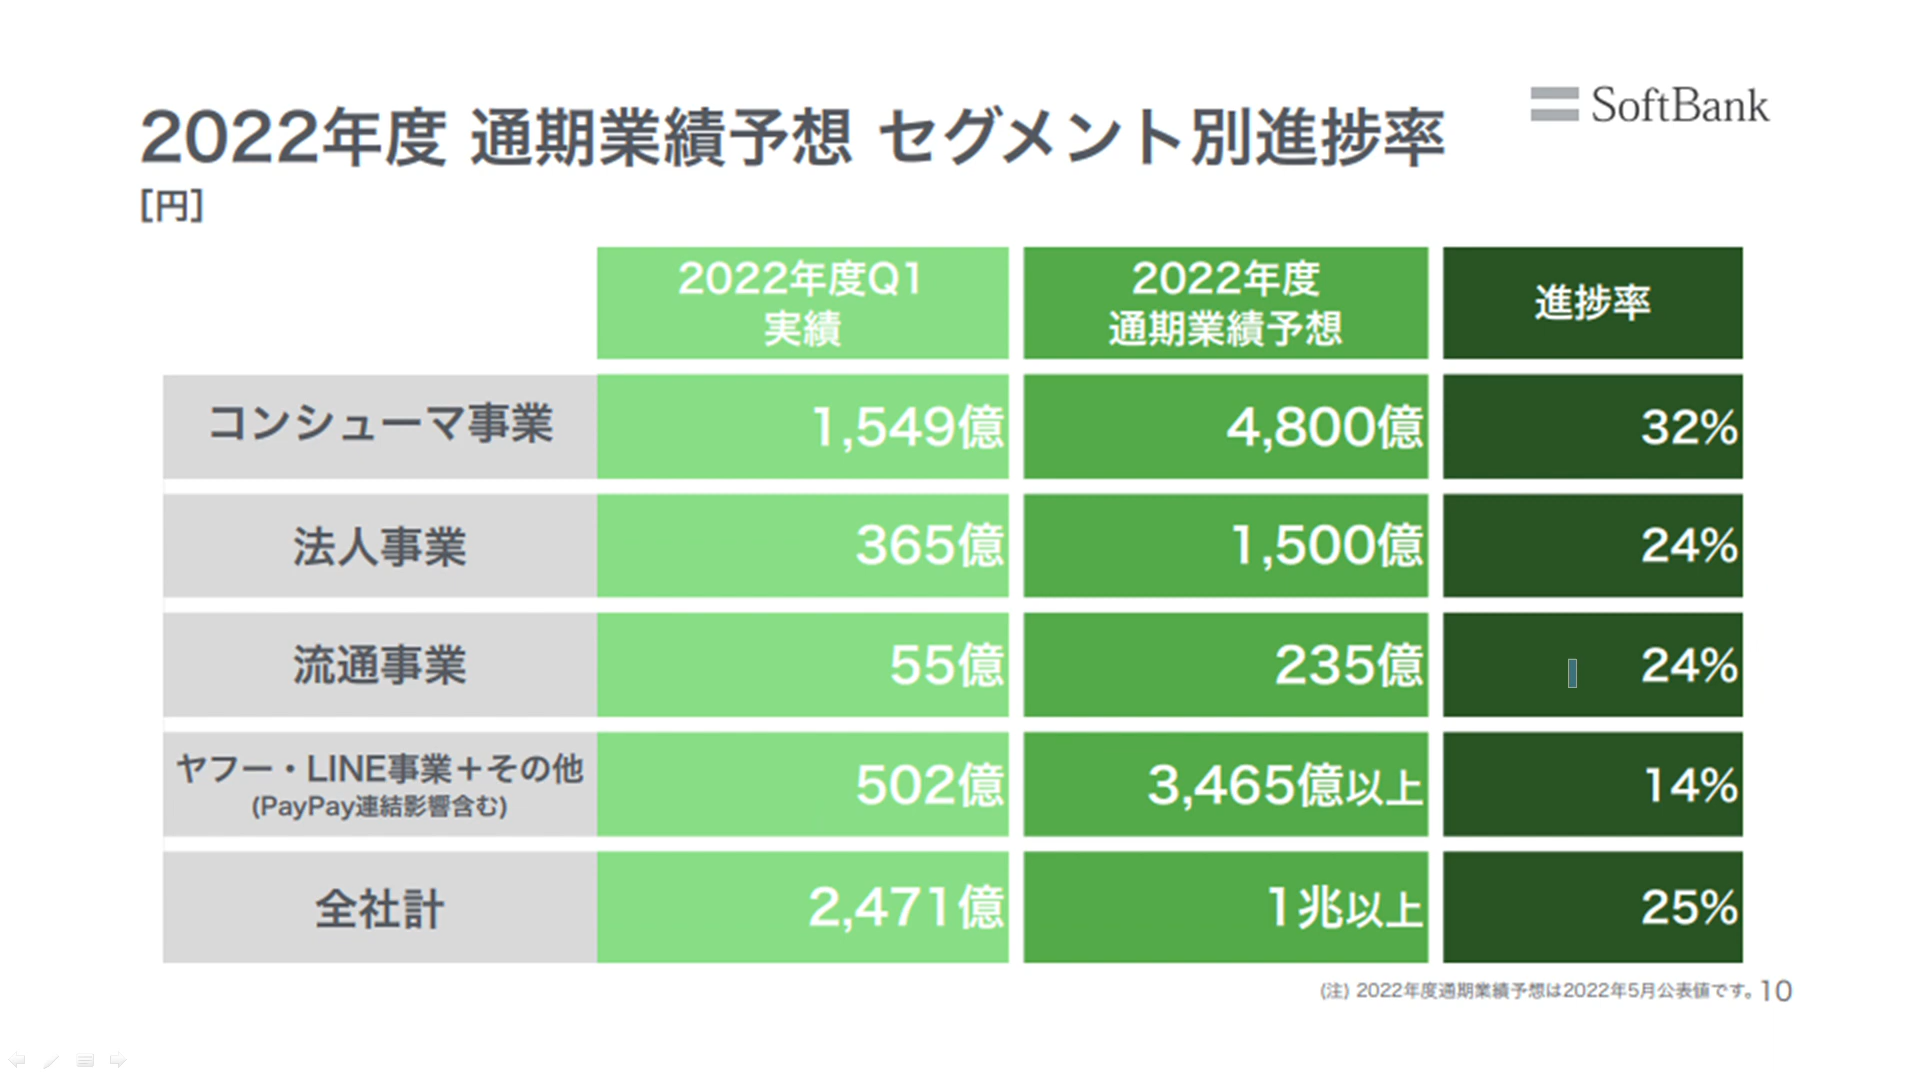 2022年度 通期業績予想 セグメント別進捗率
SoftBank
[円]
2022年度Q1
実績
2022年度
通期業績予想
進捗率
コンシューマ事業 1,549億 4,800億 32%
法人事業 365億 1,500億 24%
流通事業 55億 235億 24%
ヤフー・LINE事業＋その他
(PayPay連結影響含む)
502億 3,465億以上 14%
全社計 2,471億 1兆以上 25%
(注) 2022年度通期業績予想は2022年5月公表値です。 10